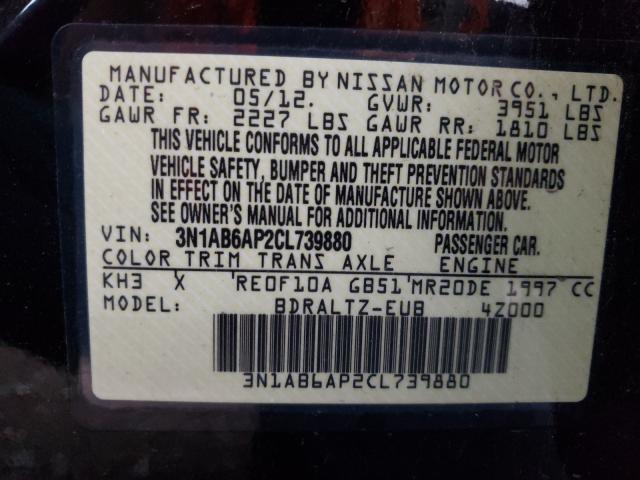 MANUFACTURED BY NISSAN MOTOR CO., LTD.
DATE: 05/12. GVWR: 3951 LBS
GAWR FR: 2227 LBS GAWR RR: 1810 LBS
THIS VEHICLE CONFORMS TO ALL APPLICABLE FEDERAL MOTOR
VEHICLE SAFETY, BUMPER AND THEFT PREVENTION STANDARDS
IN EFFECT ON THE DATE OF MANUFACTURE SHOWN ABOVE.
SEE OWNER'S MANUAL FOR ADDITIONAL INFORMATION.
VIN: 3N1AB6AP2CL739880 PASSENGER CAR.
COLOR TRIM TRANS AXLE ENGINE
KH3 X 'RE0F10A GB51'MR20DE 1997 CC
MODEL: BDRALTZ-EUB 4Z000
3N1AB6AP2CL739880